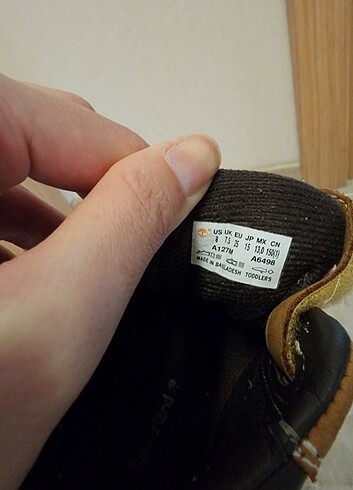 US UK EU JP MX CN
8 7.5 25 15 13.0 150(1)
A127M A6498
MADE IN BANGLADESH TODDLERS
Timberland